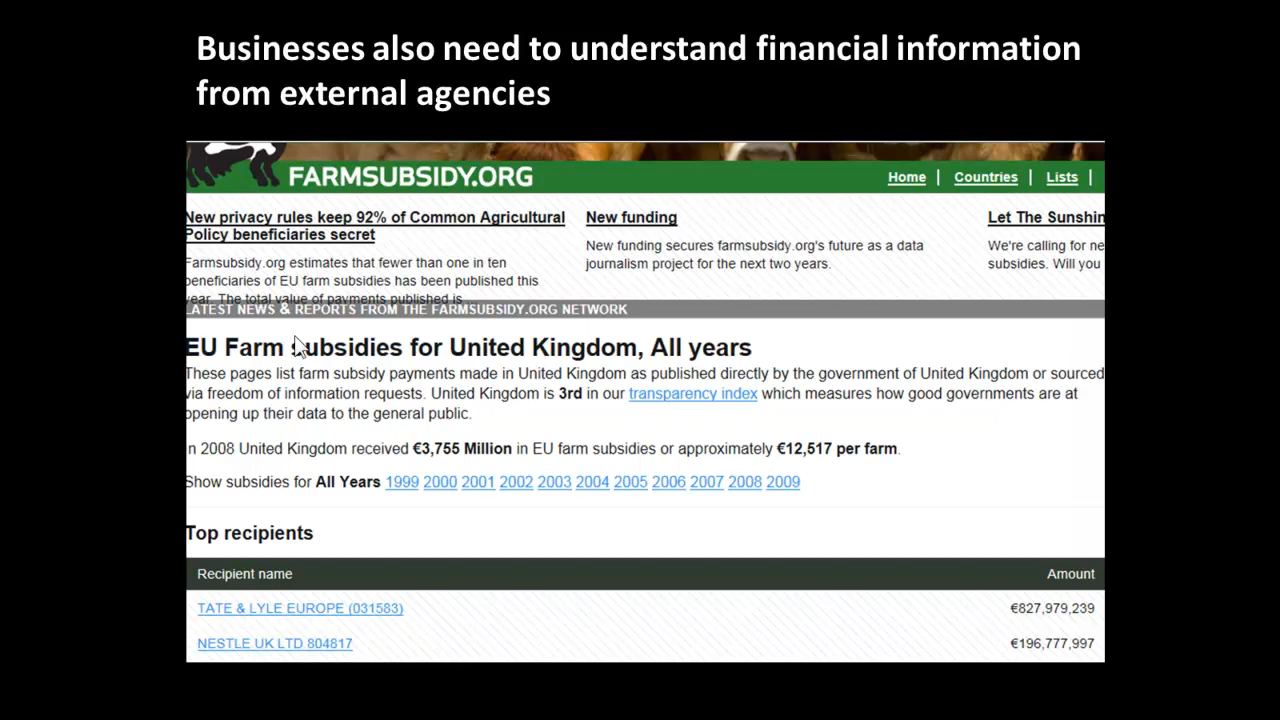 Businesses also need to understand financial information
from external agencies
FARMSUBSIDY.ORG
Home | Countries | Lists |
New privacy rules keep 92% of Common Agricultural
Policy beneficiaries secret
Farmsubsidy.org estimates that fewer than one in ten
beneficiaries of EU farm subsidies has been published this
year. The total value of payments published is ...
New funding
New funding secures farmsubsidy.org's future as a data
journalism project for the next two years.
Let The Sunshin
We're calling for ne
subsidies. Will you
LATEST NEWS & REPORTS FROM THE FARMSUBSIDY.ORG NETWORK
EU Farm subsidies for United Kingdom, All years
These pages list farm subsidy payments made in United Kingdom as published directly by the government of United Kingdom or sourced
via freedom of information requests. United Kingdom is 3rd in our transparency index which measures how good governments are at
opening up their data to the general public.
In 2008 United Kingdom received €3,755 Million in EU farm subsidies or approximately €12,517 per farm.
Show subsidies for All Years 1999 2000 2001 2002 2003 2004 2005 2006 2007 2008 2009
Top recipients
Recipient name Amount
TATE & LYLE EUROPE (031583) €827,979,239
NESTLE UK LTD 804817 €196,777,997